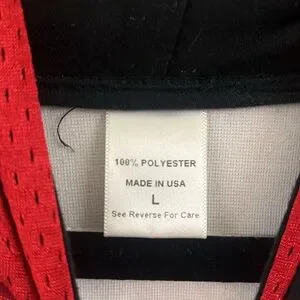 100% POLYESTER
MADE IN USA
L
See Reverse For Care